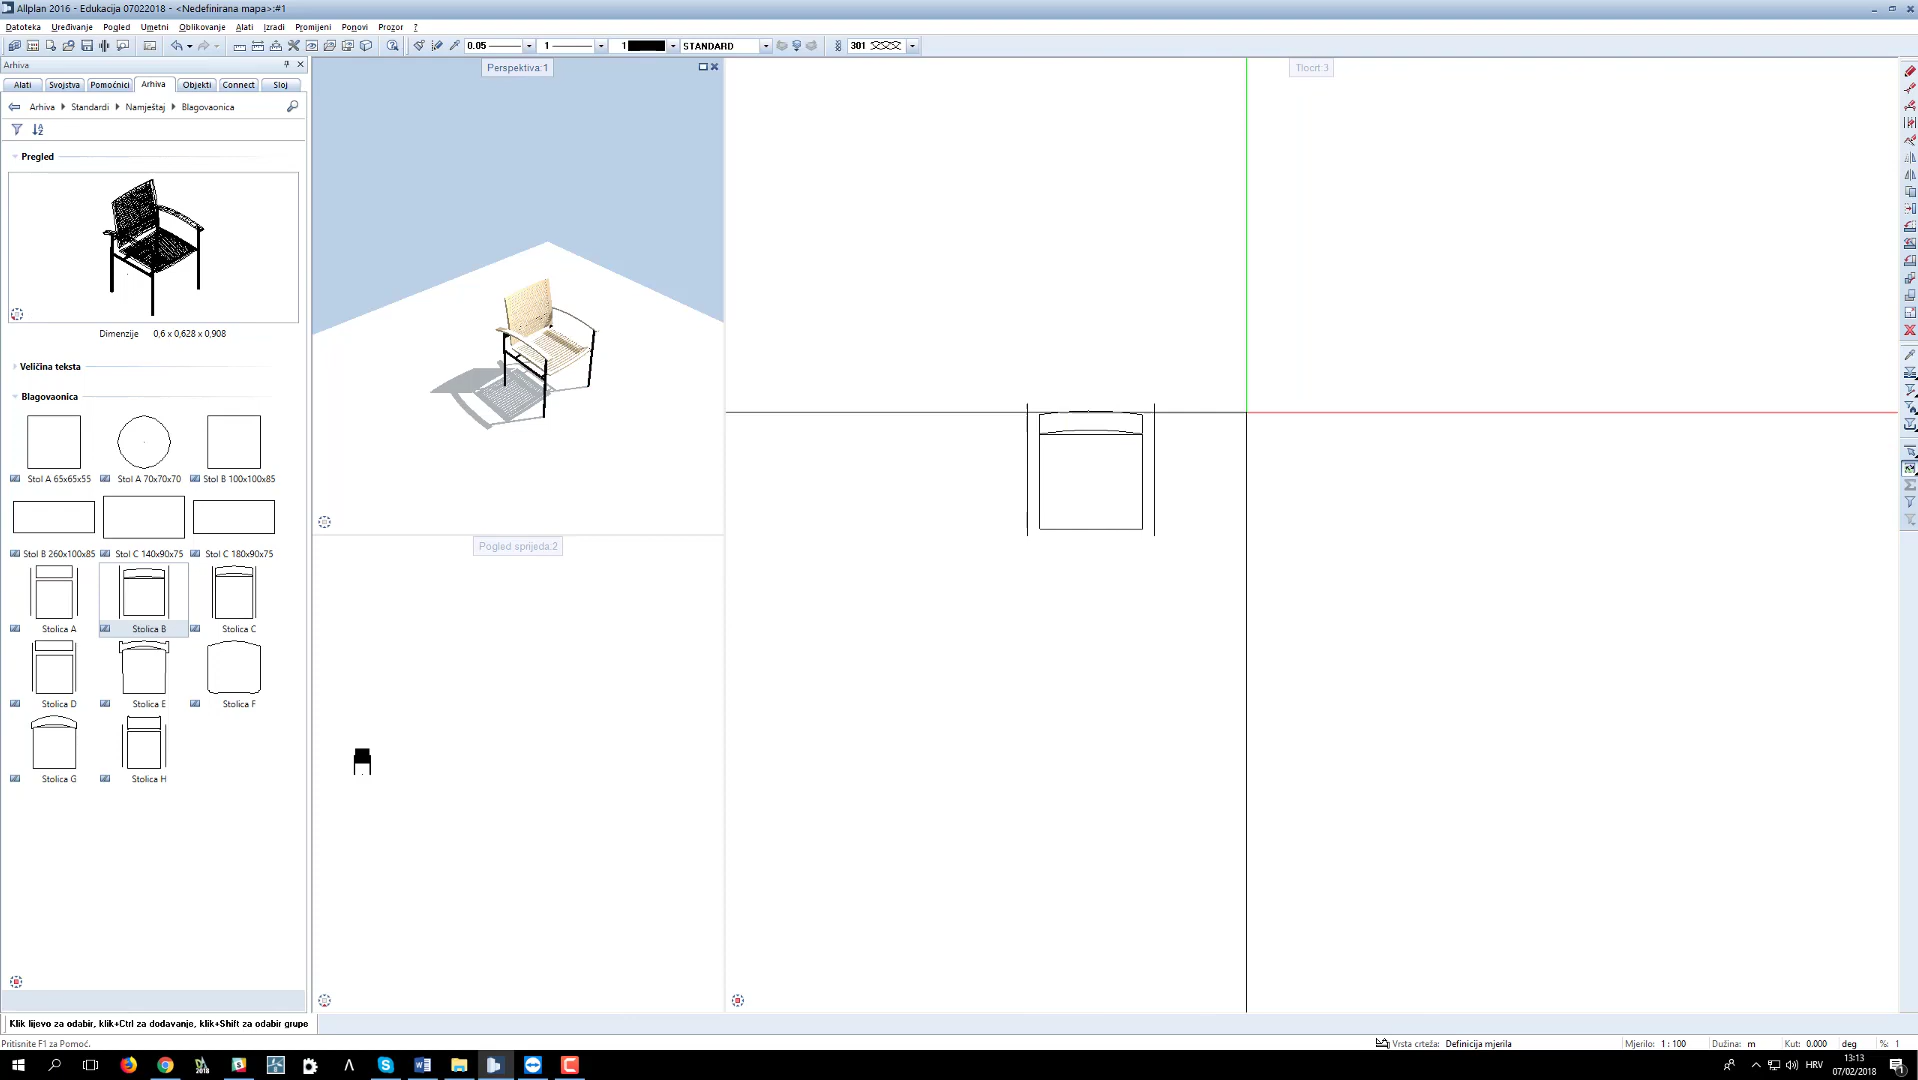 Allplan 2016 - Edukacija 07022018 - <Nedefinirana mapa>:#1
Datoteka Uređivanje Pogled Umetni Oblikovanje Alati Izradi Promijeni Ponovi Prozor ?
0.05 1 1 STANDARD 301
Arhiva
Alati Svojstva Pomoćnici Arhiva Objekti Connect Sloj
Arhiva Standardi Namještaj Blagovaonica
Pregled
Dimenzije 0,6 x 0,628 x 0,908
Veličina teksta
Blagovaonica
Stol A 65x65x55 Stol A 70x70x70 Stol B 100x100x85
Stol B 260x100x85 Stol C 140x90x75 Stol C 180x90x75
Stolica A Stolica B Stolica C
Stolica D Stolica E Stolica F
Stolica G Stolica H
Perspektiva:1
Tlocrt:3
Pogled sprijeda:2
Klik lijevo za odabir, klik+Ctrl za dodavanje, klik+Shift za odabir grupe
Pritisnite F1 za Pomoć.
Vrsta crteža: Definicija mjerila Mjerilo: 1 : 100 Dužina: m Kut: 0.000 deg %: 1
2018
HRV
13:13
07/02/2018